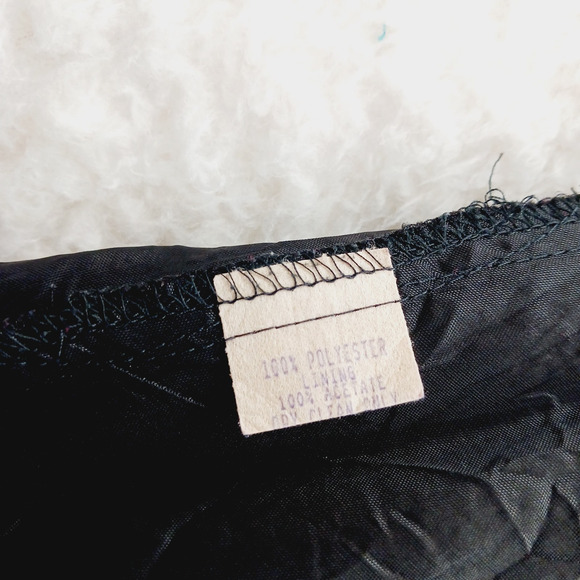 100% POLYESTER
LINING
100% ACETATE
DRY CLEAN ONLY